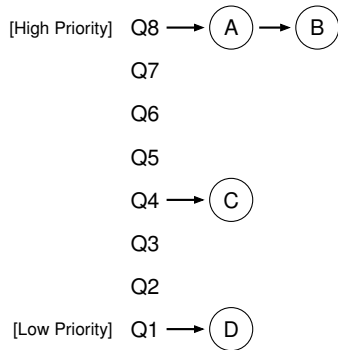 [High Priority] Q8 A B
Q7
Q6
Q5
Q4 C
Q3
Q2
[Low Priority] Q1 D